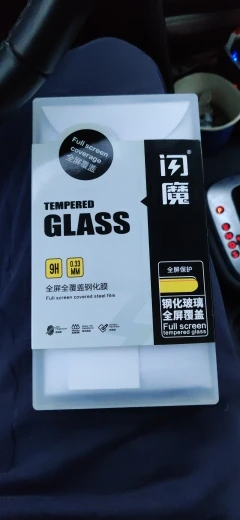 Full screen
coverage
全屏覆盖
闪魔
TEMPERED
GLASS
9H
0.33
MM
全屏全覆盖钢化膜
Full screen covered steel film
全屏保护
钢化玻璃
全屏覆盖
Full screen
tempered glass